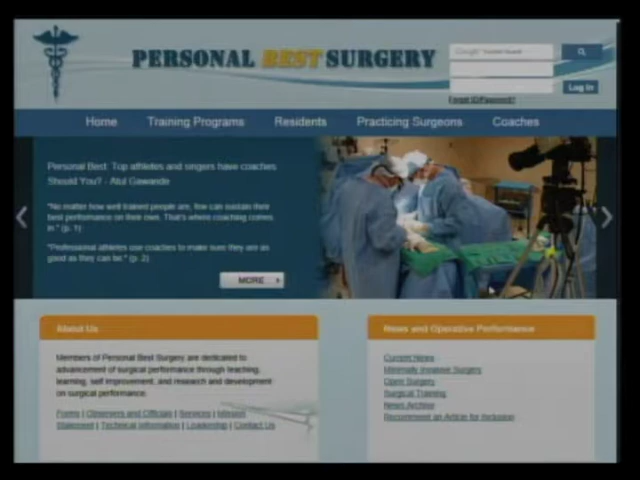 PERSONAL BEST SURGERY
Log In
Forgot ID/Password?
Home Training Programs Residents Practicing Surgeons Coaches
Personal Best: Top athletes and singers have coaches
Should You? - Atul Gawande
"No matter how well trained people are, few can sustain their
best performance on their own. That's where coaching comes
in." (p. 1)
"Professional athletes use coaches to make sure they are as
good as they can be." (p. 2)
MORE
About Us
Members of Personal Best Surgery are dedicated to
advancement of surgical performance through teaching,
learning, self improvement, and research and development
on surgical performance.
Forms | Observers and Officials | Services | Mission
Statement | Technical Information | Leadership | Contact Us
News and Operative Performance
Current News
Minimally Invasive Surgery
Open Surgery
Surgical Training
News Archive
Recommend an Article for Inclusion